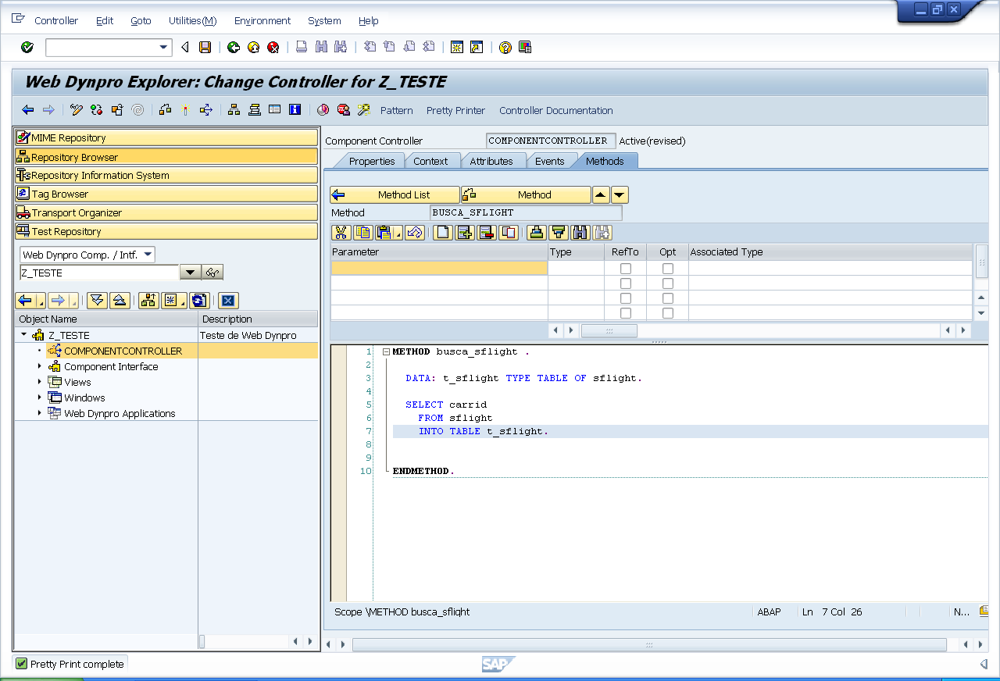 Controller Edit Goto Utilities(M) Environment System Help
Web Dynpro Explorer: Change Controller for Z_TESTE
Pattern Pretty Printer Controller Documentation
MIME Repository
Repository Browser
Repository Information System
Tag Browser
Transport Organizer
Test Repository
Web Dynpro Comp. / Intf.
Z_TESTE
Object Name Description
Z_TESTE Teste de Web Dynpro
COMPONENTCONTROLLER
Component Interface
Views
Windows
Web Dynpro Applications
Component Controller COMPONENTCONTROLLER Active(revised)
Properties Context Attributes Events Methods
Method List Method
Method BUSCA_SFLIGHT
Parameter Type RefTo Opt Associated Type
1 METHOD busca_sflight .
2
3 DATA: t_sflight TYPE TABLE OF sflight.
4
5 SELECT carrid
6 FROM sflight
7 INTO TABLE t_sflight.
8
9
10 ENDMETHOD.
Scope \METHOD busca_sflight ABAP Ln 7 Col 26 N...
Pretty Print complete SAP